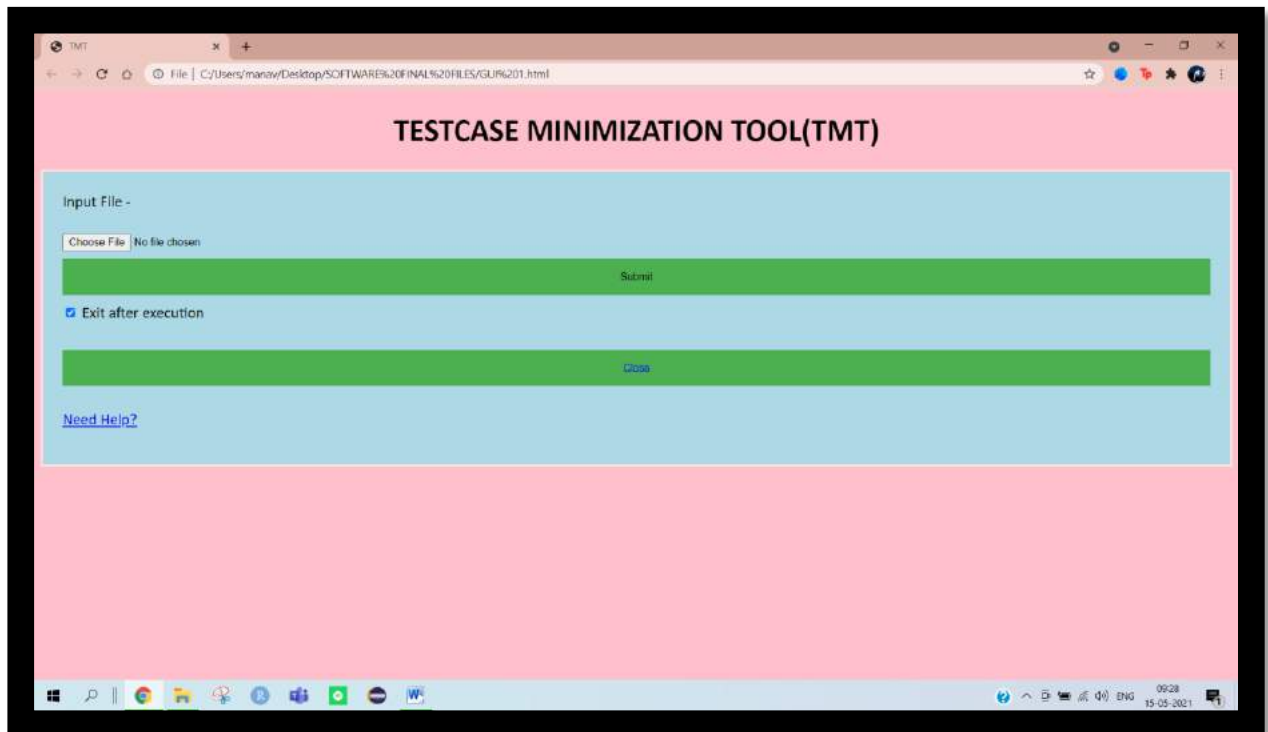 TMT
File | C:/Users/manav/Desktop/SOFTWARE%20FINAL%20FILES/GUI%201.html
TESTCASE MINIMIZATION TOOL(TMT)
Input File -
Choose File No file chosen
Submit
Exit after execution
Close
Need Help?
ENG
09:28
15-05-2021